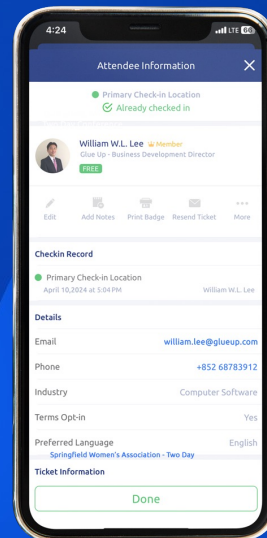 4:24
LTE 66
Attendee Information
Primary Check-in Location
Already checked in
William W.L. Lee Member
Glue Up - Business Development Director
FREE
Edit Add Notes Print Badge Resend Ticket More
Checkin Record
Primary Check-in Location
April 10,2024 at 5:04 PM William W.L. Lee
Details
Email william.lee@glueup.com
Phone +852 68783912
Industry Computer Software
Terms Opt-in Yes
Preferred Language English
Springfield Women's Association - Two Day
Ticket Information
Done